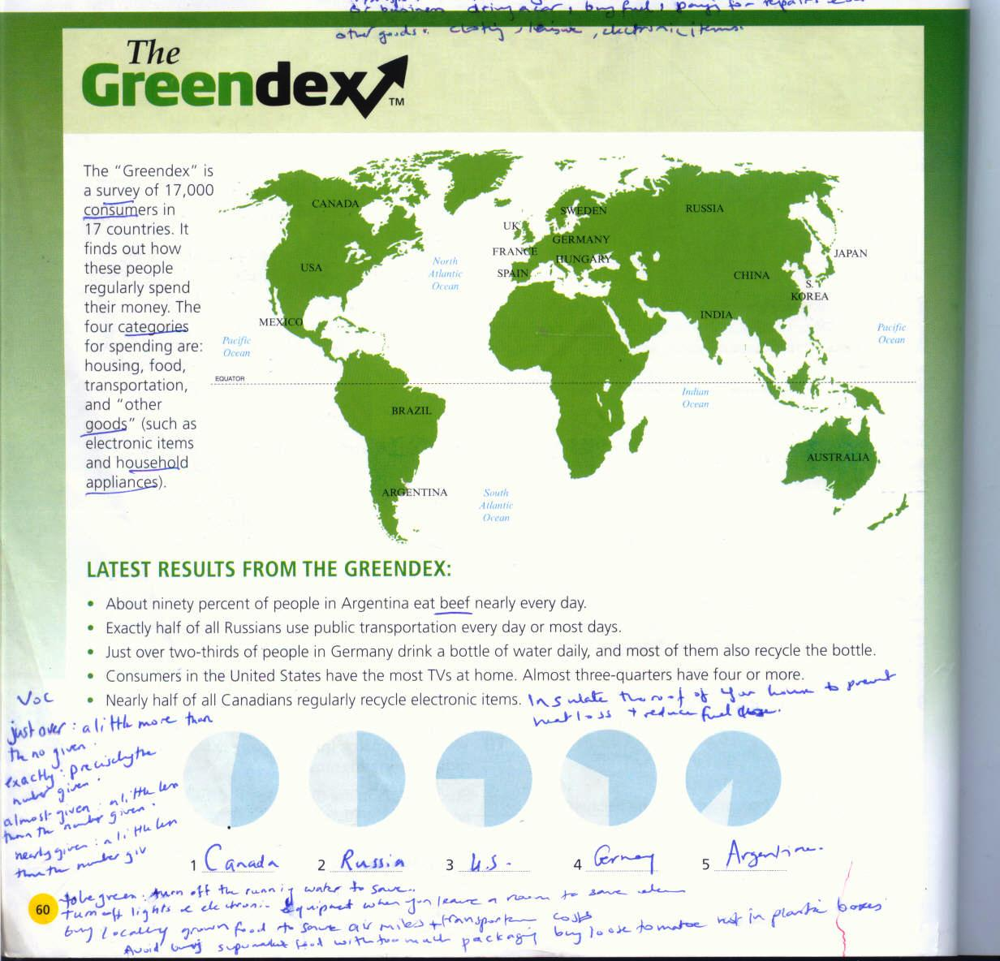 or business driving a car, buy fuel, pays for repairs
other goods: clothing, leisure, electronic items.
The
Greendex
TM
The “Greendex” is
a survey of 17,000
consumers in
17 countries. It
finds out how
these people
regularly spend
their money. The
four categories
for spending are:
housing, food,
transportation,
and “other
goods” (such as
electronic items
and household
appliances).
CANADA
USA
MEXICO
Pacific
Ocean
EQUATOR
BRAZIL
ARGENTINA
North
Atlantic
Ocean
South
Atlantic
Ocean
UK
SWEDEN
RUSSIA
GERMANY
FRANCE
HUNGARY
SPAIN
JAPAN
CHINA
S.
KOREA
INDIA
Pacific
Ocean
Indian
Ocean
AUSTRALIA
LATEST RESULTS FROM THE GREENDEX:
• About ninety percent of people in Argentina eat beef nearly every day.
• Exactly half of all Russians use public transportation every day or most days.
• Just over two-thirds of people in Germany drink a bottle of water daily, and most of them also recycle the bottle.
• Consumers in the United States have the most TVs at home. Almost three-quarters have four or more.
• Nearly half of all Canadians regularly recycle electronic items.
Insulate the roof of your house to prevent
heat loss + reduce fuel
Voc
just over: a little more than
the no given.
exactly: precisely the
number given.
almost given: a little less
than the number given.
nearly given: a little less
than the number giv
1 Canada
2 Russia
3 U.S.
4 Germany
5 Argentine.
60
to be green: turn off the running water to save..
turn off lights & electronic equipment when you leave a room to save
buy locally grown food to save air miles + transportation costs
Avoid buying supermarket food with too much packaging buy loose tomatoe not in plastic boxes